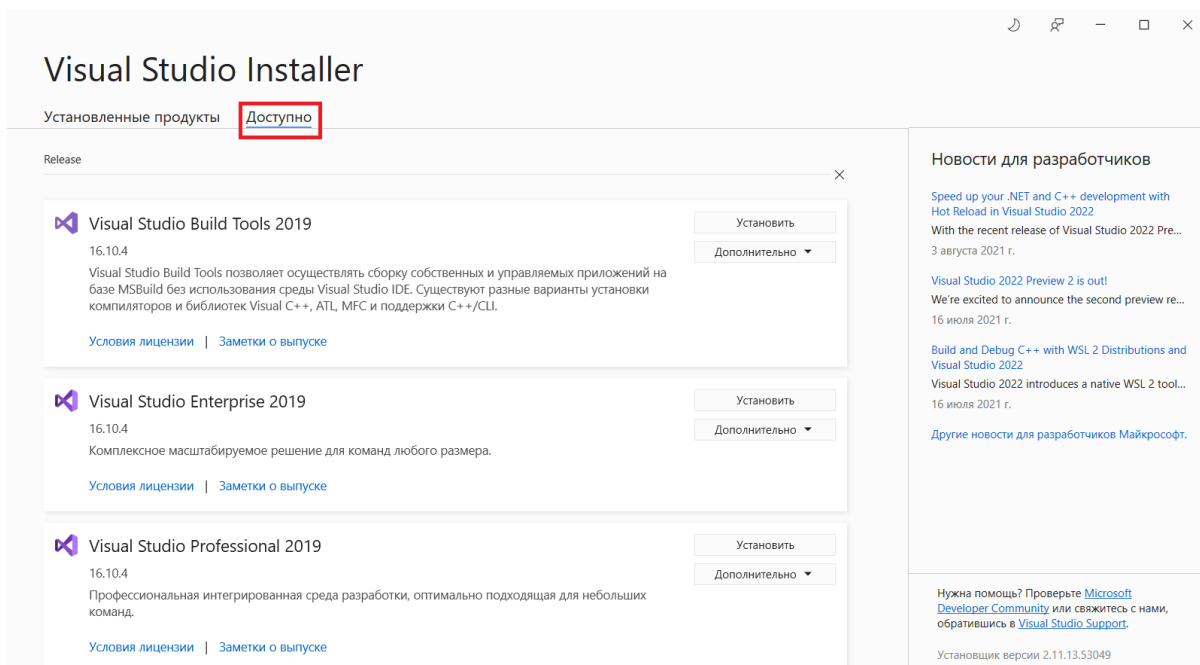 Visual Studio Installer
Установленные продукты
Доступно
Release
Visual Studio Build Tools 2019
Установить
16.10.4
Дополнительно
Visual Studio Build Tools позволяет осуществлять сборку собственных и управляемых приложений на
базе MSBuild без использования среды Visual Studio IDE. Существуют разные варианты установки
компиляторов и библиотек Visual C++, ATL, MFC и поддержки C++/CLI.
Условия лицензии | Заметки о выпуске
Visual Studio Enterprise 2019
Установить
16.10.4
Дополнительно
Комплексное масштабируемое решение для команд любого размера.
Условия лицензии | Заметки о выпуске
Visual Studio Professional 2019
Установить
16.10.4
Дополнительно
Профессиональная интегрированная среда разработки, оптимально подходящая для небольших
команд.
Условия лицензии | Заметки о выпуске
Новости для разработчиков
Speed up your .NET and C++ development with
Hot Reload in Visual Studio 2022
With the recent release of Visual Studio 2022 Pre...
3 августа 2021 г.
Visual Studio 2022 Preview 2 is out!
We're excited to announce the second preview re...
16 июля 2021 г.
Build and Debug C++ with WSL 2 Distributions and
Visual Studio 2022
Visual Studio 2022 introduces a native WSL 2 tool...
16 июля 2021 г.
Другие новости для разработчиков Майкрософт.
Нужна помощь? Проверьте Microsoft
Developer Community или свяжитесь с нами,
обратившись в Visual Studio Support.
Установщик версии 2.11.13.53049